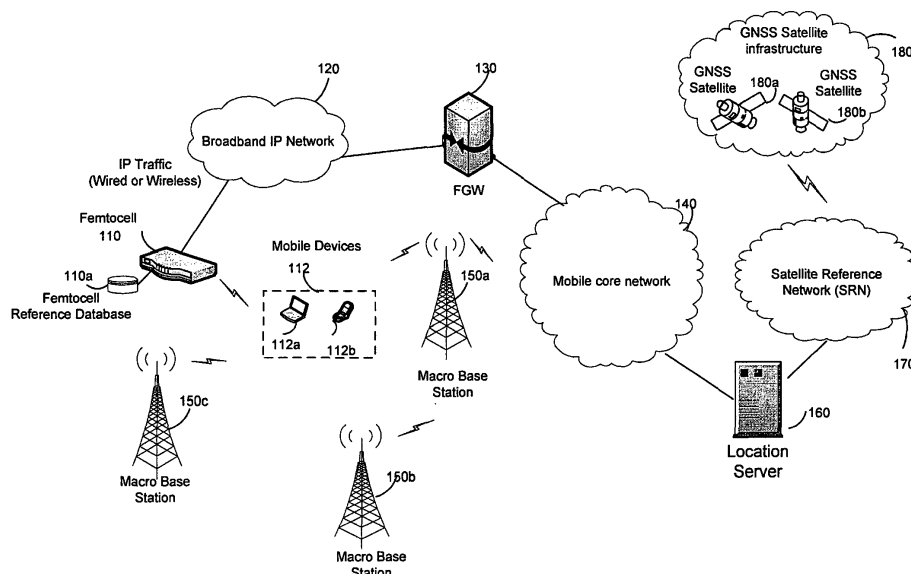 GNSS Satellite
infrastructure
180
GNSS
Satellite
180a
GNSS
Satellite
180b
120
130
Broadband IP Network
IP Traffic
(Wired or Wireless)
FGW
Femtocell
110
110a
Femtocell
Reference Database
Mobile Devices
112
112a
112b
150a
Macro Base
Station
140
Mobile core network
Satellite Reference
Network (SRN)
170
150c
Macro Base
Station
150b
Macro Base
Station
160
Location
Server